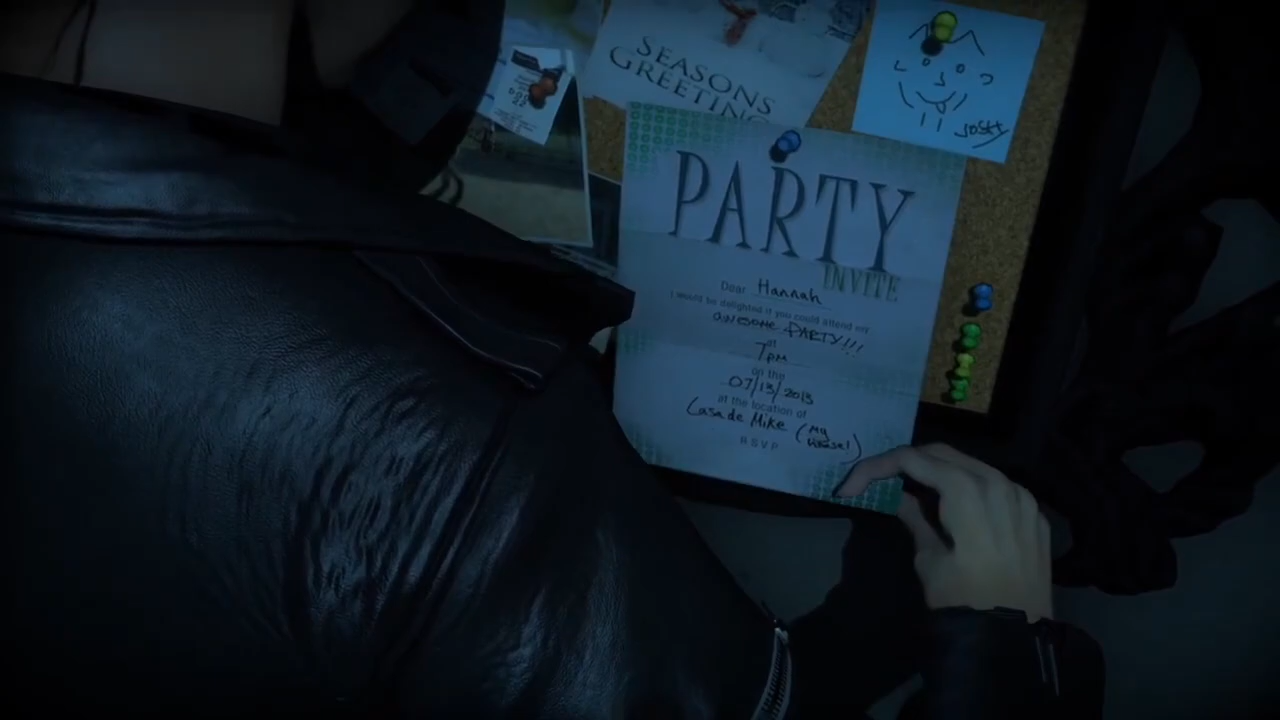 SEASONS
GREETING
JOSH
PARTY
INVITE
Dear Hannah
I would be delighted if you could attend my
awesome PARTY!!!
at
7pm
on the
07/13/2013
at the location of
Casa de Mike (My
House!)
RSVP